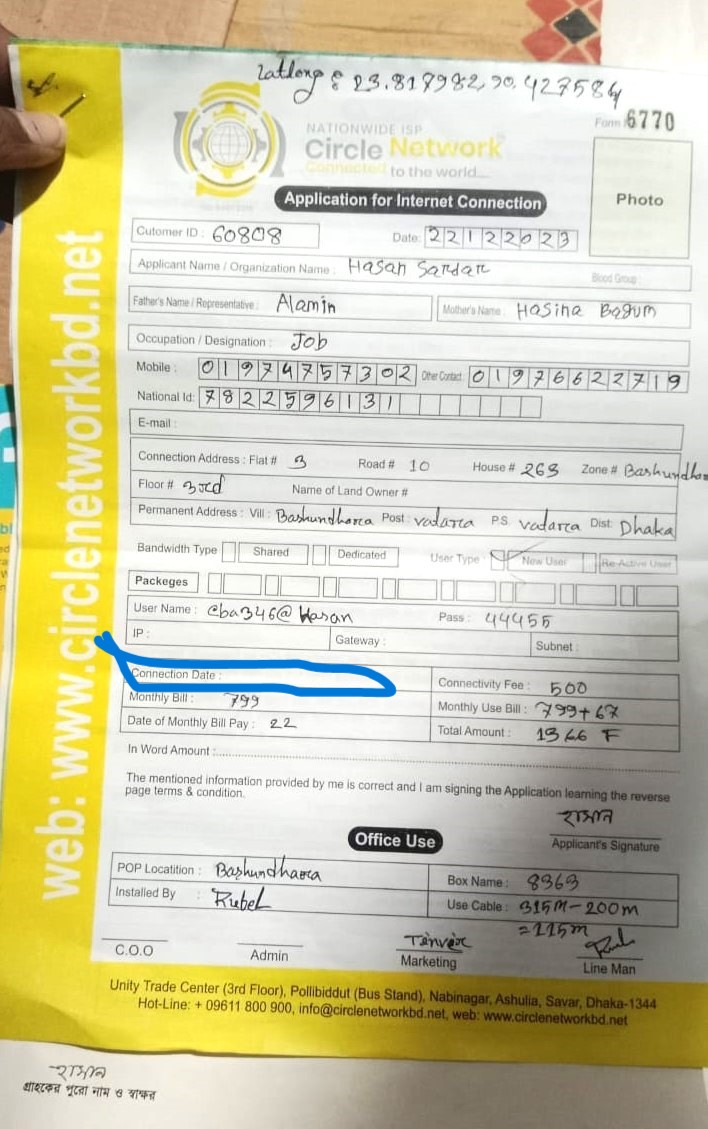 Latlong : 23.817982, 90.427584
Form 6770
NATIONWIDE ISP
Circle Network
Connected to the world...
Photo
Application for Internet Connection
Cutomer ID : 60808
Date: 22122023
Applicant Name / Organization Name : Hasan Sardar
Blood Group
Father's Name / Representative : Alamin
Mother's Name : Hasina Bagum
Occupation / Designation : Job
Mobile : 01974757302 Other Contact: 01976622719
National Id: 7822596131
E-mail :
Connection Address : Flat # 3 Road # 10 House # 263 Zone # Bashundha
Floor # 3rd Name of Land Owner #
Permanent Address : Vill : Bashundhara Post : vadara P.S. vadara Dist: Dhaka
Bandwidth Type Shared Dedicated User Type : New User Re-Active User
Packeges
User Name : cba346@Hasan Pass : 44455
IP : Gateway : Subnet :
Connection Date :
Connectivity Fee : 500
Monthly Bill : 799
Monthly Use Bill : 799+67
Date of Monthly Bill Pay : 22
Total Amount : 1366 F
In Word Amount :
The mentioned information provided by me is correct and I am signing the Application learning the reverse
page terms & condition.
হাসান
Applicant's Signature
Office Use
POP Locatition : Bashundhara
Box Name : 8363
Installed By : Rubel
Use Cable : 315m-200m
=115m
Tanvir
C.O.O Admin Marketing Line Man
Unity Trade Center (3rd Floor), Pollibiddut (Bus Stand), Nabinagar, Ashulia, Savar, Dhaka-1344
Hot-Line: + 09611 800 900, info@circlenetworkbd.net, web: www.circlenetworkbd.net
web: www.circlenetworkbd.net
হাসান
গ্রাহকের পুরো নাম ও স্বাক্ষর